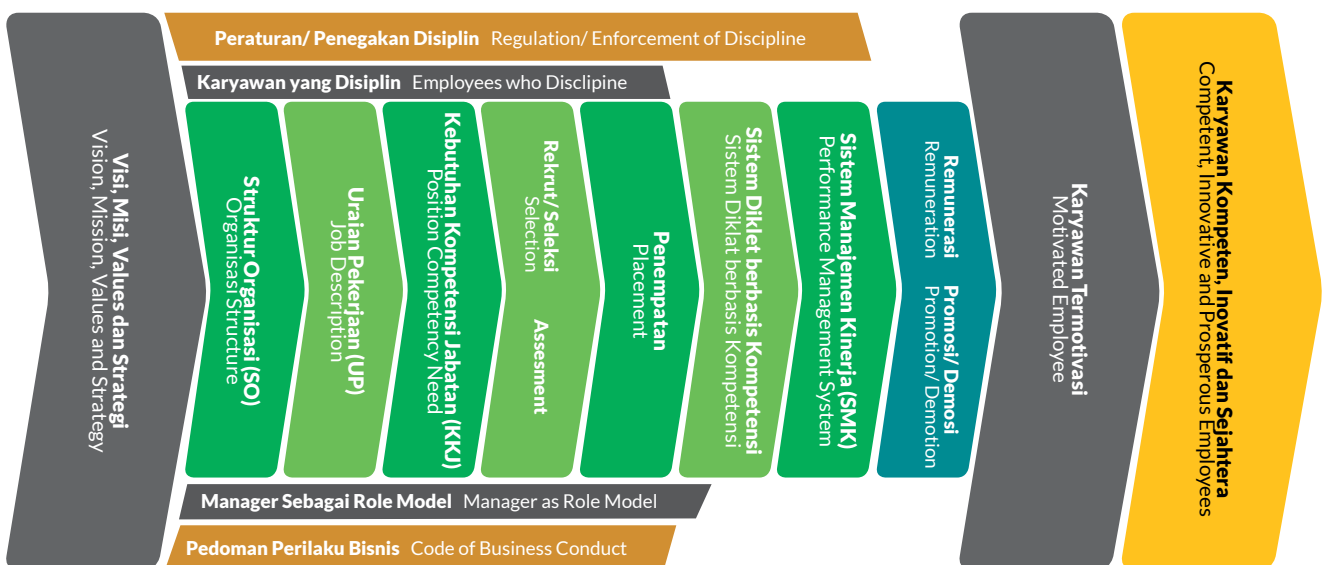 Peraturan/ Penegakan Disiplin Regulation/ Enforcement of Discipline
Karyawan yang Disiplin Employees who Disclipine
Visi, Misi, Values dan Strategi
Vision, Mission, Values and Strategy
Struktur Organisasi (SO)
Organisasi Structure
Uraian Pekerjaan (UP)
Job Description
Kebutuhan Kompetensi Jabatan (KKJ)
Position Competency Need
Rekrut/ Seleksi
Selection
Assesment
Penempatan
Placement
Sistem Diklet berbasis Kompetensi
Sistem Diklat berbasis Kompetensi
Sistem Manajemen Kinerja (SMK)
Performance Management System
Remunerasi
Remuneration
Promosi/ Demosi
Promotion/ Demotion
Karyawan Termotivasi
Motivated Employee
Karyawan Kompeten, Inovatif dan Sejahtera
Competent, Innovative and Prosperous Employees
Manager Sebagai Role Model Manager as Role Model
Pedoman Perilaku Bisnis Code of Business Conduct